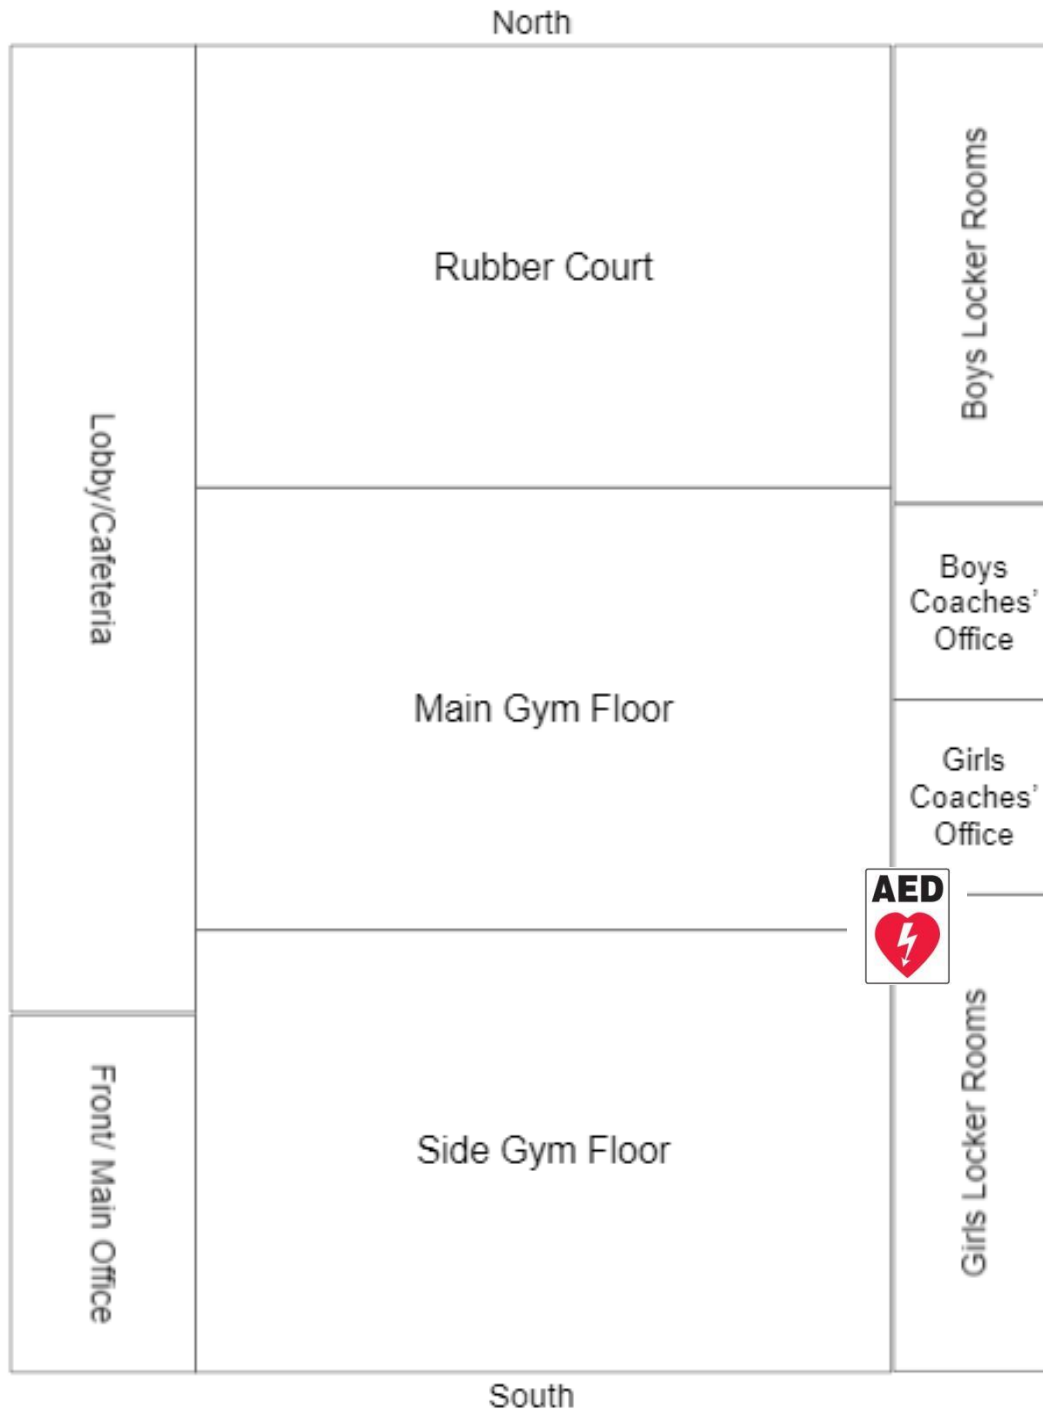 North
Rubber Court
Boys Locker Rooms
Lobby/Cafeteria
Boys
Coaches’
Office
Main Gym Floor
Girls
Coaches’
Office
AED
Front/ Main Office
Side Gym Floor
Girls Locker Rooms
South